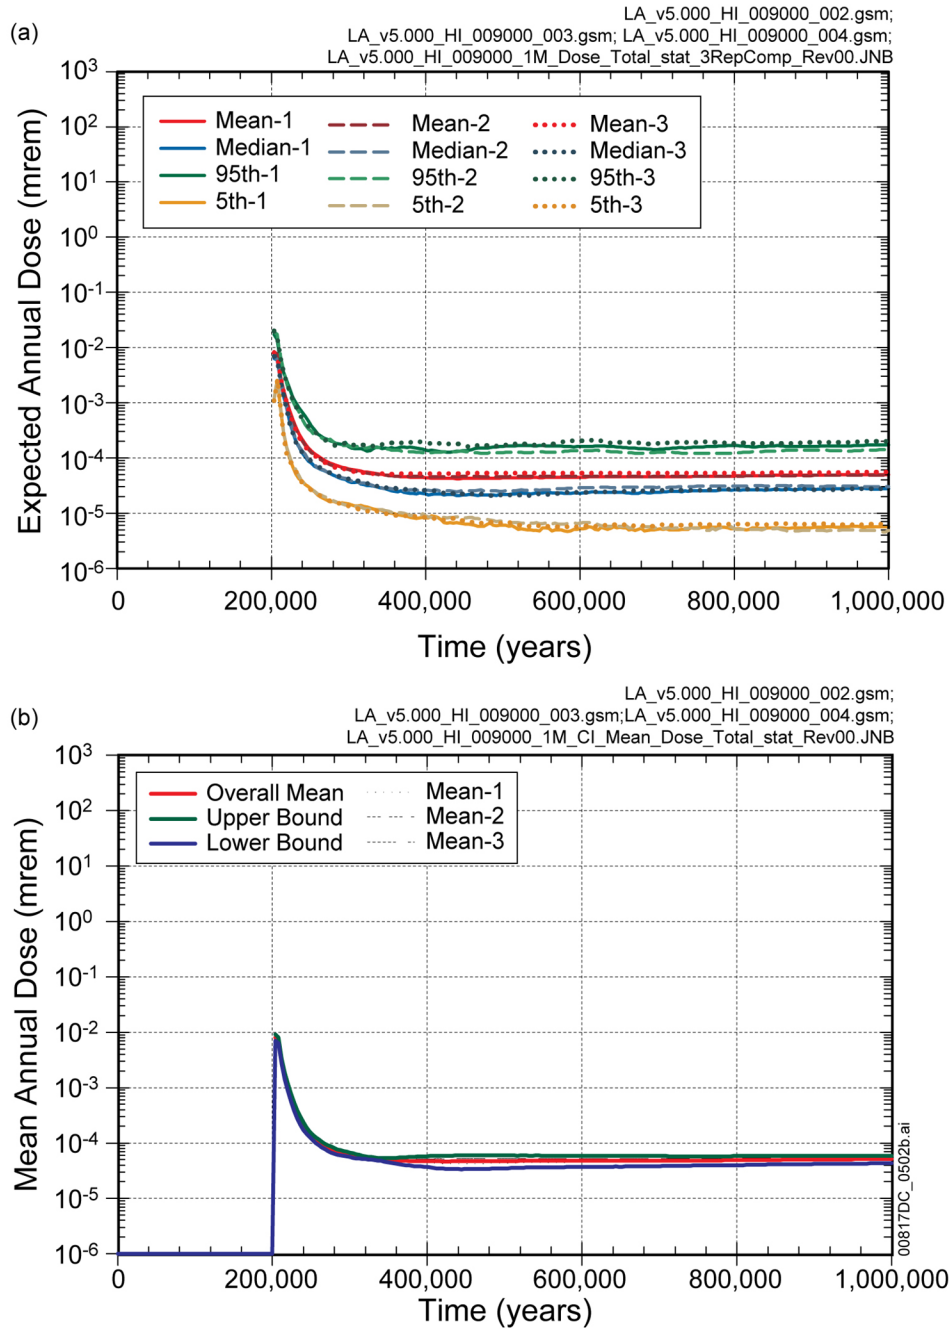 (a)
LA_v5.000_HI_009000_002.gsm;
LA_v5.000_HI_009000_003.gsm; LA_v5.000_HI_009000_004.gsm;
LA_v5.000_HI_009000_1M_Dose_Total_stat_3RepComp_Rev00.JNB
Expected Annual Dose (mrem)
10³
10²
10¹
10⁰
10⁻¹
10⁻²
10⁻³
10⁻⁴
10⁻⁵
10⁻⁶
Mean-1 Mean-2 Mean-3
Median-1 Median-2 Median-3
95th-1 95th-2 95th-3
5th-1 5th-2 5th-3
0 200,000 400,000 600,000 800,000 1,000,000
Time (years)
(b)
LA_v5.000_HI_009000_002.gsm;
LA_v5.000_HI_009000_003.gsm;LA_v5.000_HI_009000_004.gsm;
LA_v5.000_HI_009000_1M_CI_Mean_Dose_Total_stat_Rev00.JNB
Mean Annual Dose (mrem)
10³
10²
10¹
10⁰
10⁻¹
10⁻²
10⁻³
10⁻⁴
10⁻⁵
10⁻⁶
Overall Mean Mean-1
Upper Bound Mean-2
Lower Bound Mean-3
0 200,000 400,000 600,000 800,000 1,000,000
Time (years)
00817DC_0502b.ai